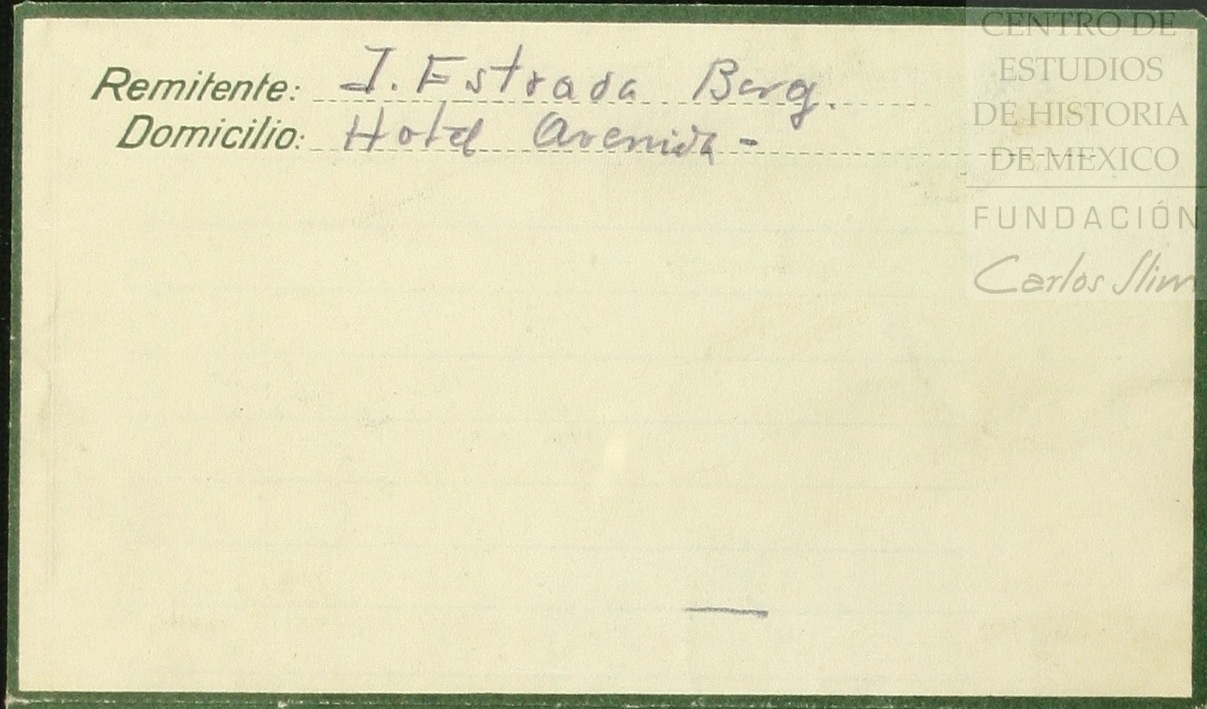 Remitente: J. Estrada Berg.
Domicilio: Hotel Avenida -
CENTRO DE
ESTUDIOS
DE HISTORIA
DE MEXICO
FUNDACIÓN
Carlos Slim